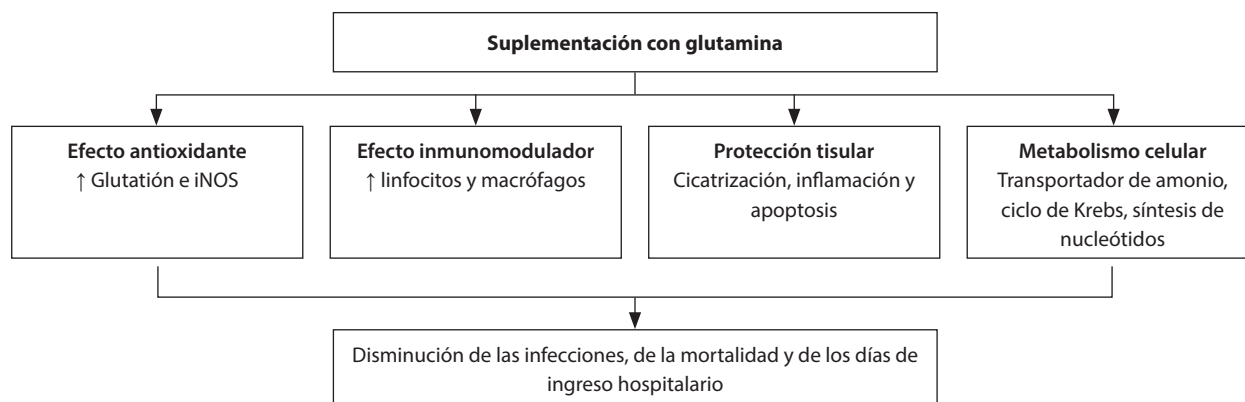 Suplementación con glutamina
Efecto antioxidante
↑ Glutatión e iNOS
Efecto inmunomodulador
↑ linfocitos y macrófagos
Protección tisular
Cicatrización, inflamación y
apoptosis
Metabolismo celular
Transportador de amonio,
ciclo de Krebs, síntesis de
nucleótidos
Disminución de las infecciones, de la mortalidad y de los días de
ingreso hospitalario